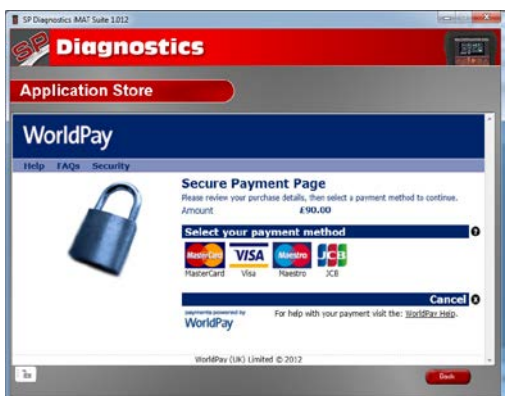 SP Diagnostics iMAT Suite 1.012
SP Diagnostics
Application Store
WorldPay
Help FAQs Security
Secure Payment Page
Please review your purchase details, then select a payment method to continue.
Amount £90.00
Select your payment method
MasterCard VISA Maestro JCB
MasterCard Visa Maestro JCB
Cancel
payments powered by
WorldPay
For help with your payment visit the: WorldPay Help.
WorldPay (UK) Limited © 2012
Back